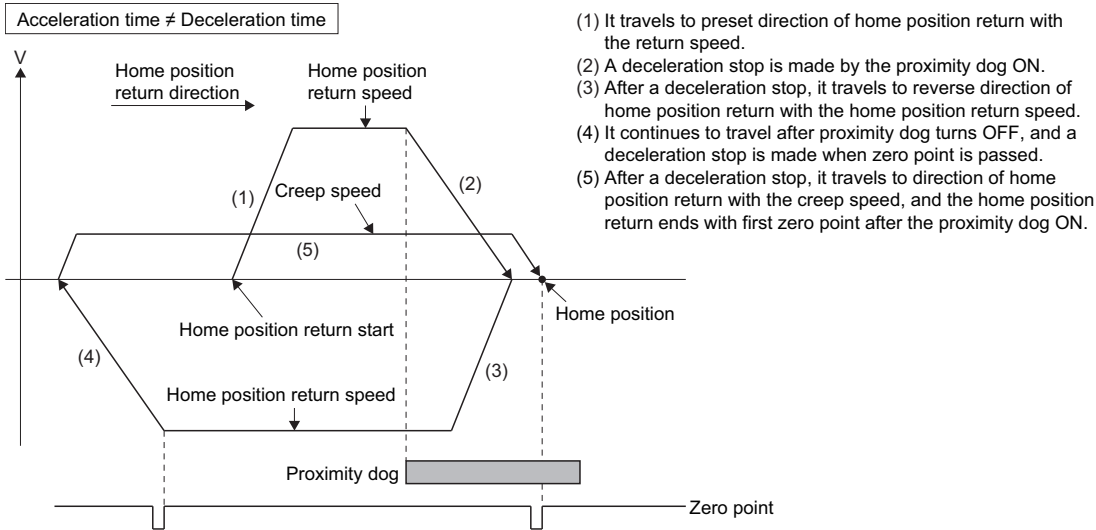 Acceleration time ≠ Deceleration time
V
Home position
return direction
Home position
return speed
(1)
Creep speed
(2)
(5)
Home position return start
Home position
(4)
(3)
Home position return speed
Proximity dog
Zero point
(1) It travels to preset direction of home position return with
the return speed.
(2) A deceleration stop is made by the proximity dog ON.
(3) After a deceleration stop, it travels to reverse direction of
home position return with the home position return speed.
(4) It continues to travel after proximity dog turns OFF, and a
deceleration stop is made when zero point is passed.
(5) After a deceleration stop, it travels to direction of home
position return with the creep speed, and the home position
return ends with first zero point after the proximity dog ON.